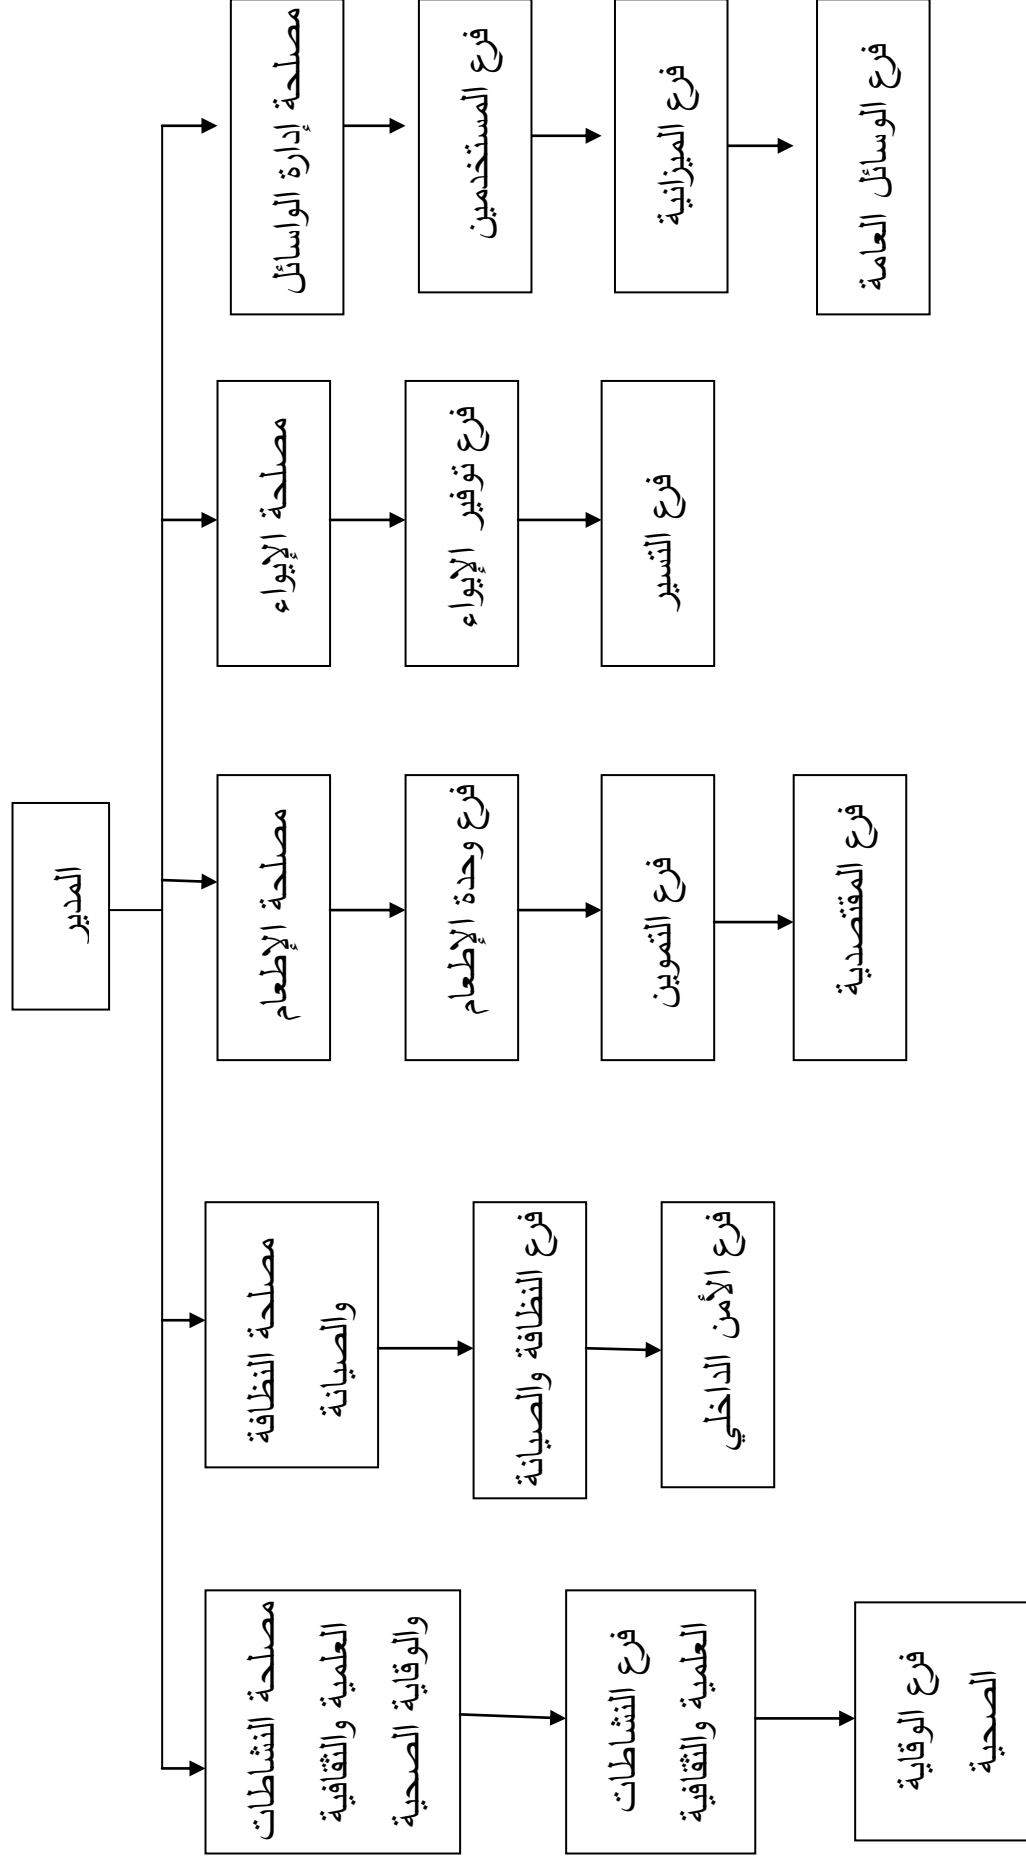 المدير
مصلحة إدارة الواسائل
فرع المستخدمين
فرع الميزانية
فرع الوسائل العامة
مصلحة الإيواء
فرع توفير الإيواء
فرع التسير
مصلحة الإطعام
فرع وحدة الإطعام
فرع التموين
فرع المقتصدية
مصلحة النظافة
والصيانة
فرع النظافة والصيانة
فرع الأمن الداخلي
مصلحة النشاطات
العلمية والثقافية
والوقاية الصحية
فرع النشاطات
العلمية والثقافية
فرع الوقاية
الصحية